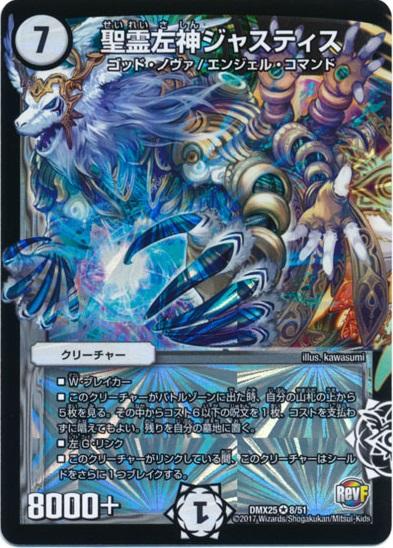 7
せいれいさしん
聖霊左神ジャスティス
ゴッド・ノヴァ / エンジェル・コマンド
クリーチャー
illus. kawasumi
■ W・ブレイカー
■ このクリーチャーがバトルゾーンに出た時、自分の山札の上から
5枚を見る。その中からコスト6以下の呪文を1枚、コストを支払わ
ずに唱えてもよい。残りを自分の墓地に置く。
■ 左G・リンク
■ このクリーチャーがリンクしている間、このクリーチャーはシール
ドをさらに1つブレイクする。
RevF
8000+
1
DMX25 8/51
©2017 Wizards/Shogakukan/Mitsui-Kids